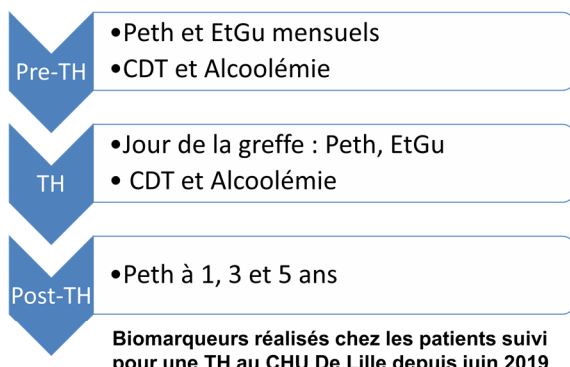 Pre-TH
•Peth et EtGu mensuels
•CDT et Alcoolémie
TH
•Jour de la greffe : Peth, EtGu
• CDT et Alcoolémie
Post-TH
•Peth à 1, 3 et 5 ans
Biomarqueurs réalisés chez les patients suivi
pour une TH au CHU De Lille depuis juin 2019